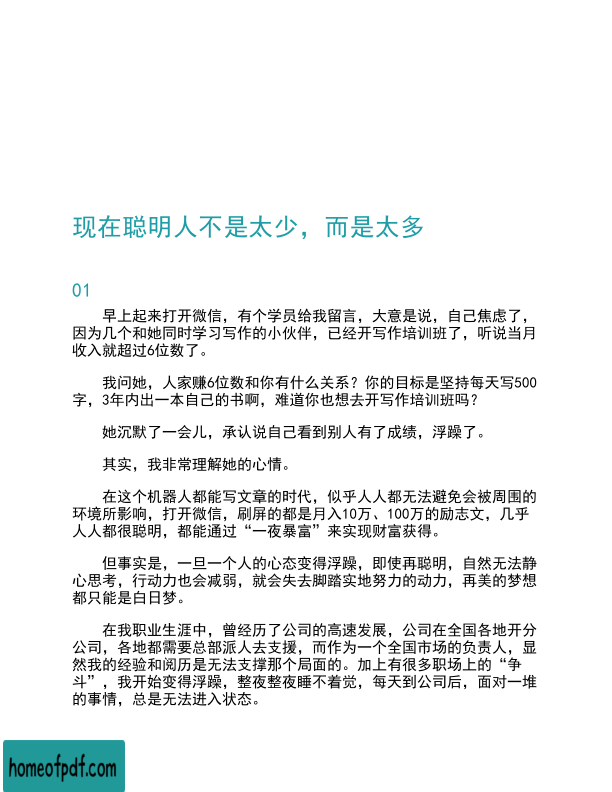 现在聪明人不是太少，而是太多
01
早上起来打开微信，有个学员给我留言，大意是说，自己焦虑了，
因为几个和她同时学习写作的小伙伴，已经开写作培训班了，听说当月
收入就超过6位数了。
我问她，人家赚6位数和你有什么关系？你的目标是坚持每天写500
字，3年内出一本自己的书啊，难道你也想去开写作培训班吗？
她沉默了一会儿，承认说自己看到别人有了成绩，浮躁了。
其实，我非常理解她的心情。
在这个机器人都能写文章的时代，似乎人人都无法避免会被周围的
环境所影响，打开微信，刷屏的都是月入10万、100万的励志文，几乎
人人都很聪明，都能通过“一夜暴富”来实现财富获得。
但事实是，一旦一个人的心态变得浮躁，即使再聪明，自然无法静
心思考，行动力也会减弱，就会失去脚踏实地努力的动力，再美的梦想
都只能是白日梦。
在我职业生涯中，曾经历了公司的高速发展，公司在全国各地开分
公司，各地都需要总部派人去支援，而作为一个全国市场的负责人，显
然我的经验和阅历是无法支撑那个局面的。加上有很多职场上的“争
斗”，我开始变得浮躁，整夜整夜睡不着觉，每天到公司后，面对一堆
的事情，总是无法进入状态。
homeofpdf.com